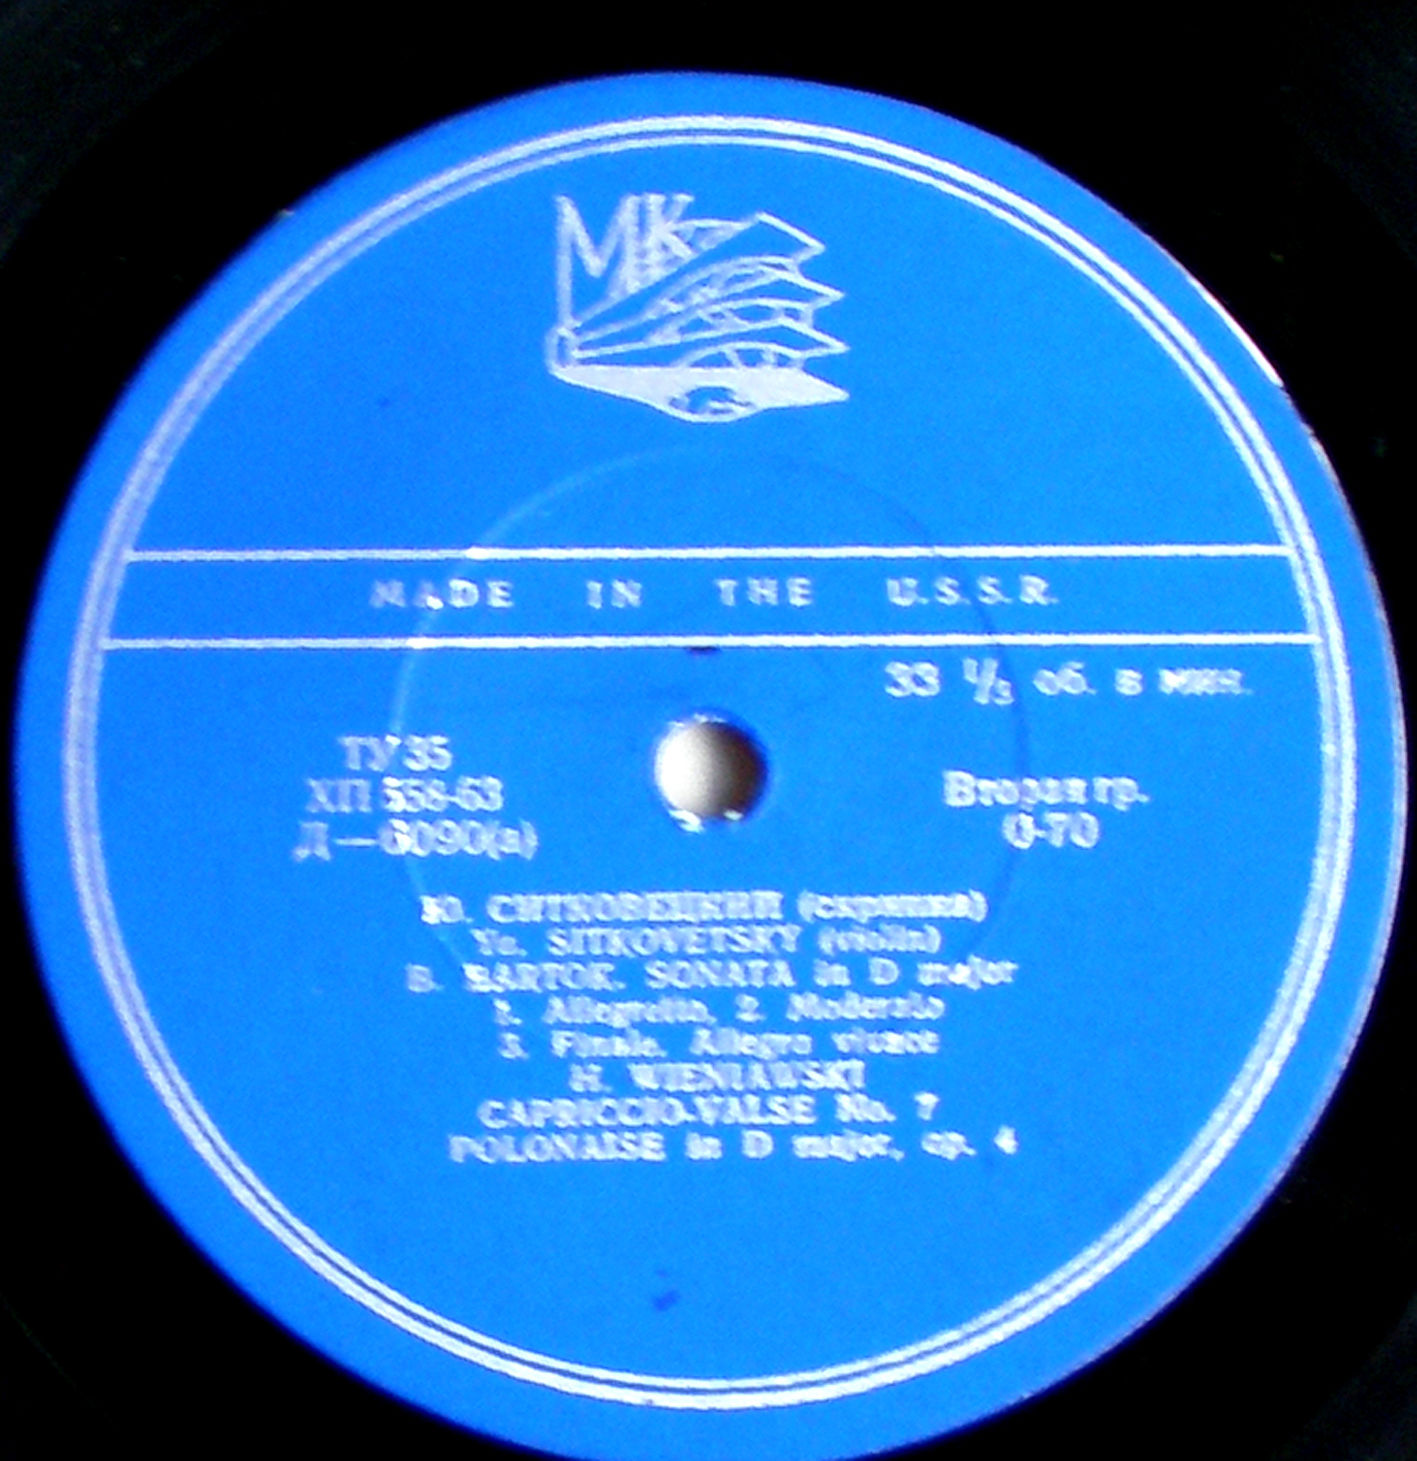 МК
MADE IN THE U.S.S.R.
33 1/3 об. в мин.
ТУ 35
ХП 558-63
Д—6090(а)
Вторая гр.
0-70
Ю. СИТКОВЕЦКИЙ (скрипка)
Yu. SITKOVETSKY (violin)
B. BARTOK. SONATA in D major
1. Allegretto, 2. Moderato
3. Finale. Allegro vivace
H. WIENIAWSKI
CAPRICCIO-VALSE No. 7
POLONAISE in D major, op. 4